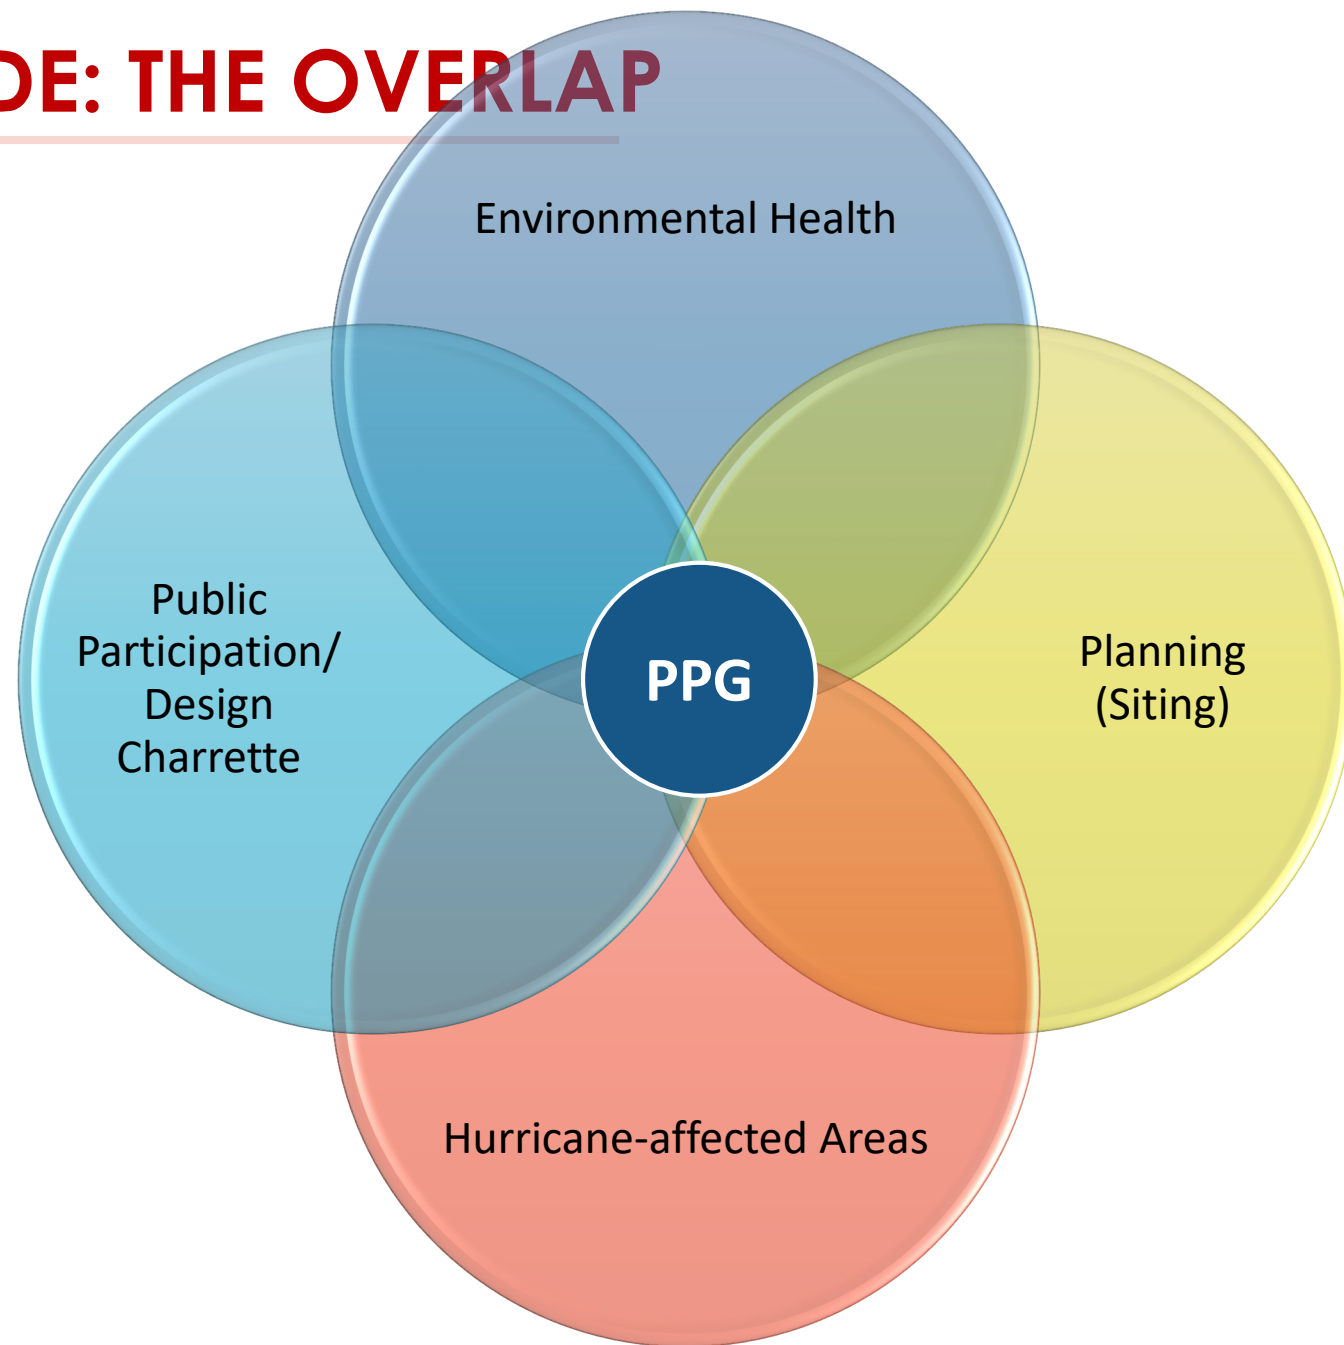 DE: THE OVERLAP
Environmental Health
Public
Participation/
Design
Charrette
PPG
Planning
(Siting)
Hurricane-affected Areas